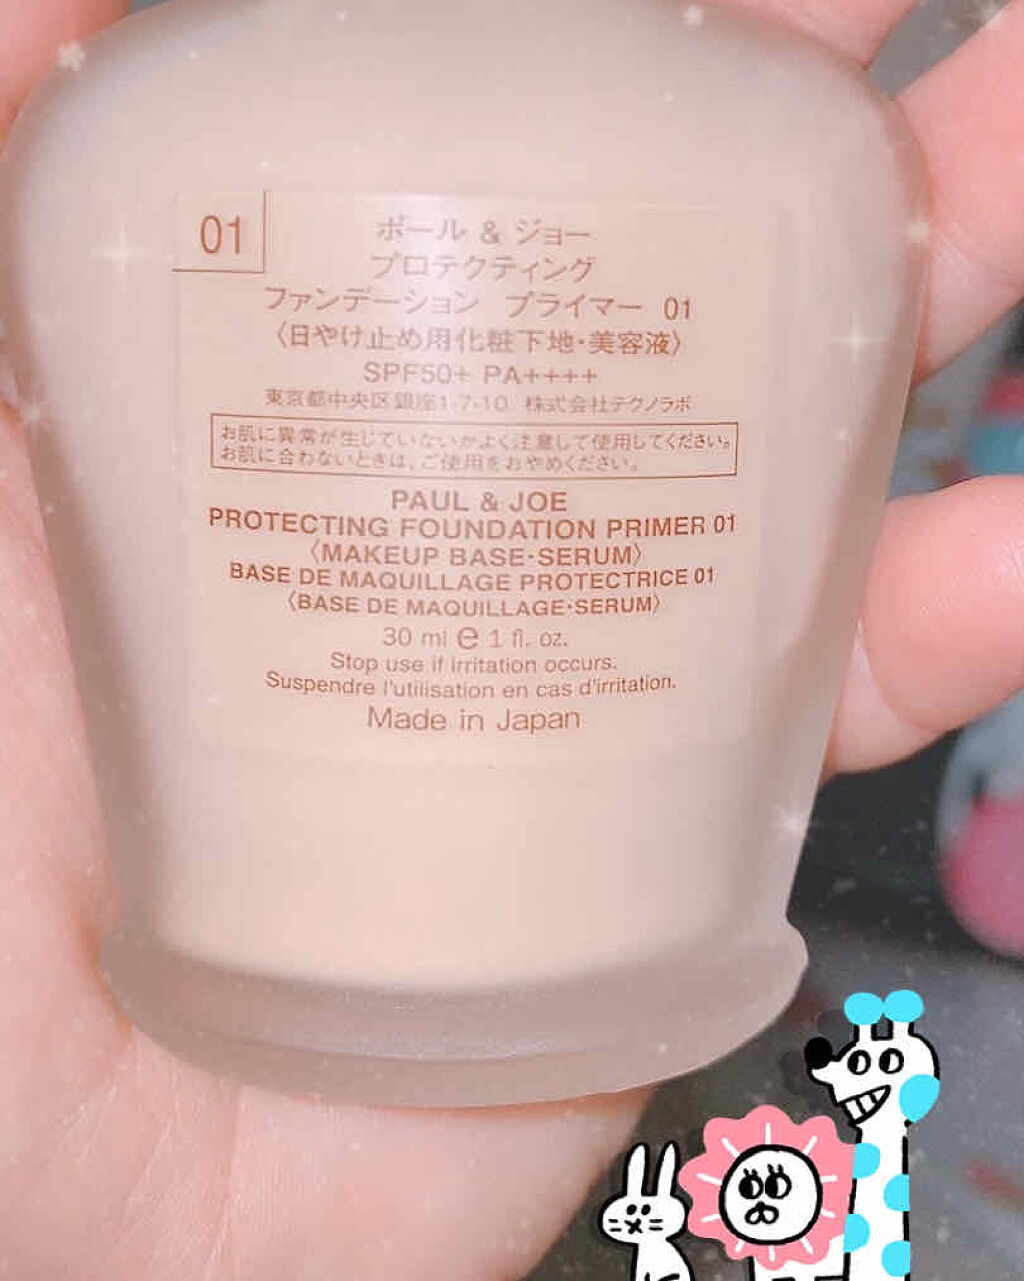 01
ポール & ジョー
プロテクティング
ファンデーション プライマー 01
〈日やけ止め用化粧下地・美容液〉
SPF50+ PA++++
東京都中央区銀座1-7-10 株式会社テクノラボ
お肌に異常が生じていないかよく注意して使用してください。
お肌に合わないときは、ご使用をおやめください。
PAUL & JOE
PROTECTING FOUNDATION PRIMER 01
〈MAKEUP BASE・SERUM〉
BASE DE MAQUILLAGE PROTECTRICE 01
〈BASE DE MAQUILLAGE・SERUM〉
30 ml e 1 fl. oz.
Stop use if irritation occurs.
Suspendre l'utilisation en cas d'irritation.
Made in Japan